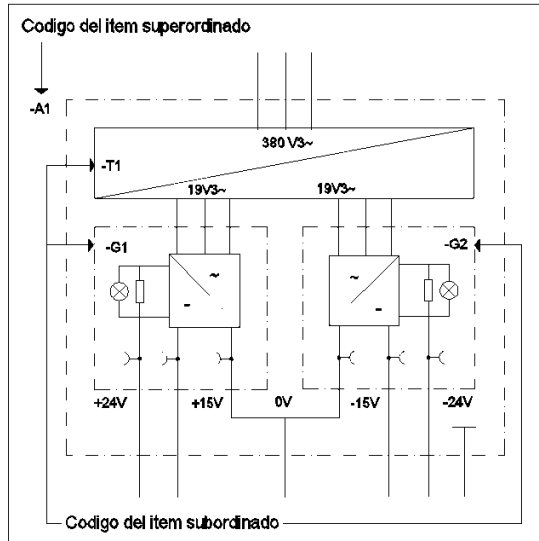 Codigo del item superordinado
-A1
380 V3~
-T1
19V3~ 19V3~
-G1 -G2
~ ~
- -
+24V +15V 0V -15V -24V
Codigo del item subordinado